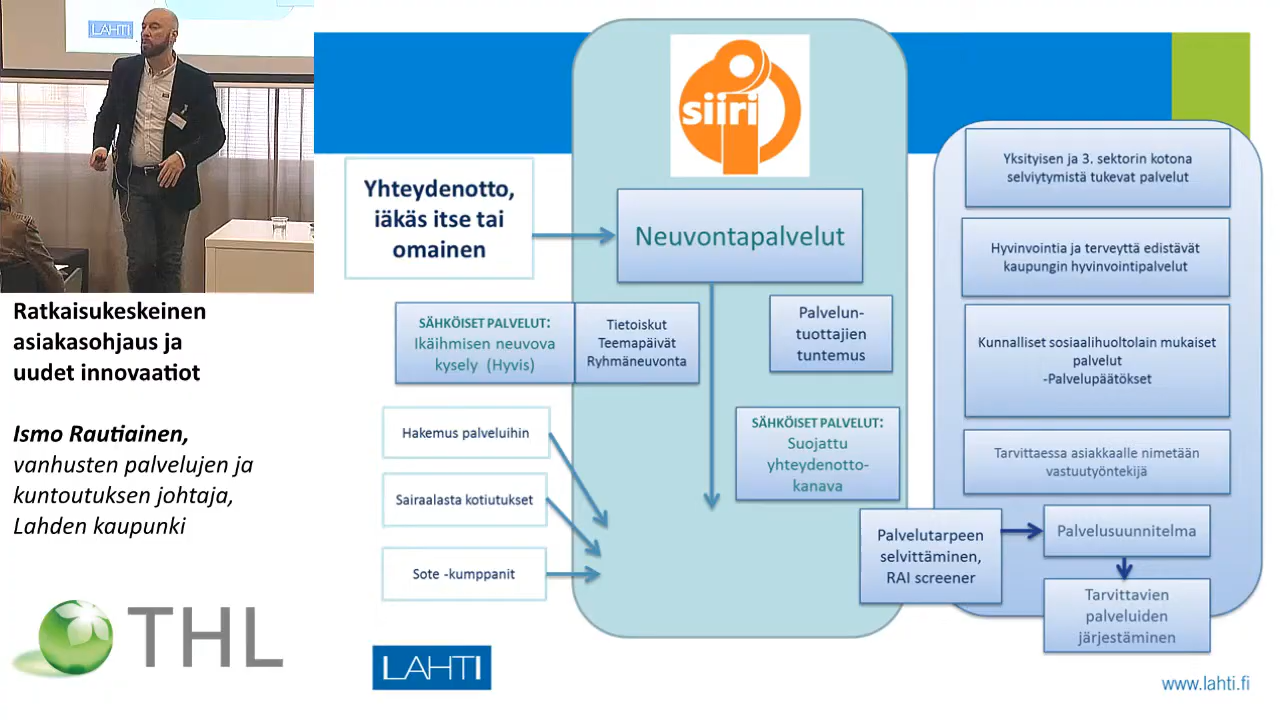 LAHTI
Ratkaisukeskeinen
asiakasohjaus ja
uudet innovaatiot
Ismo Rautiainen,
vanhusten palvelujen ja
kuntoutuksen johtaja,
Lahden kaupunki
THL
siiri
Yhteydenotto,
iäkäs itse tai
omainen
Neuvontapalvelut
SÄHKÖISET PALVELUT:
Ikäihmisen neuvova
kysely (Hyvis)
Tietoiskut
Teemapäivät
Ryhmäneuvonta
Palvelun-
tuottajien
tuntemus
Hakemus palveluihin
Sairaalasta kotiutukset
Sote -kumppanit
SÄHKÖISET PALVELUT:
Suojattu
yhteydenotto-
kanava
Yksityisen ja 3. sektorin kotona
selviytymistä tukevat palvelut
Hyvinvointia ja terveyttä edistävät
kaupungin hyvinvointipalvelut
Kunnalliset sosiaalihuoltolain mukaiset
palvelut
-Palvelupäätökset
Tarvittaessa asiakkaalle nimetään
vastuutyöntekijä
Palvelutarpeen
selvittäminen,
RAI screener
Palvelusuunnitelma
Tarvittavien
palveluiden
järjestäminen
LAHTI
www.lahti.fi